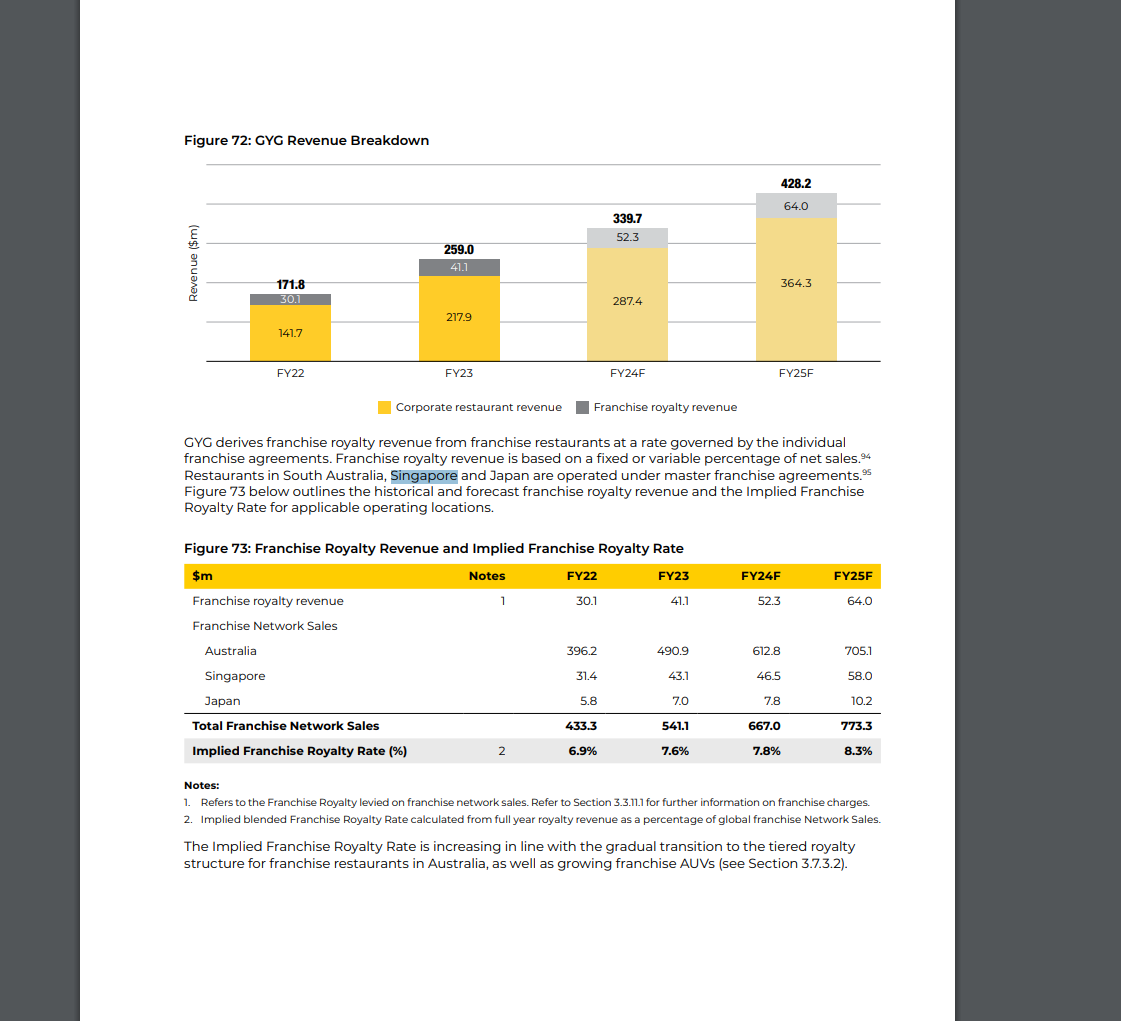 Figure 72: GYG Revenue Breakdown
Revenue ($m)
171.8
30.1
141.7
259.0
41.1
217.9
339.7
52.3
287.4
428.2
64.0
364.3
FY22 FY23 FY24F FY25F
Corporate restaurant revenue Franchise royalty revenue
GYG derives franchise royalty revenue from franchise restaurants at a rate governed by the individual
franchise agreements. Franchise royalty revenue is based on a fixed or variable percentage of net sales.⁹⁴
Restaurants in South Australia, Singapore and Japan are operated under master franchise agreements.⁹⁵
Figure 73 below outlines the historical and forecast franchise royalty revenue and the Implied Franchise
Royalty Rate for applicable operating locations.
Figure 73: Franchise Royalty Revenue and Implied Franchise Royalty Rate
$m Notes FY22 FY23 FY24F FY25F
Franchise royalty revenue 1 30.1 41.1 52.3 64.0
Franchise Network Sales
Australia 396.2 490.9 612.8 705.1
Singapore 31.4 43.1 46.5 58.0
Japan 5.8 7.0 7.8 10.2
Total Franchise Network Sales 433.3 541.1 667.0 773.3
Implied Franchise Royalty Rate (%) 2 6.9% 7.6% 7.8% 8.3%
Notes:
1. Refers to the Franchise Royalty levied on franchise network sales. Refer to Section 3.3.11.1 for further information on franchise charges.
2. Implied blended Franchise Royalty Rate calculated from full year royalty revenue as a percentage of global franchise Network Sales.
The Implied Franchise Royalty Rate is increasing in line with the gradual transition to the tiered royalty
structure for franchise restaurants in Australia, as well as growing franchise AUVs (see Section 3.7.3.2).